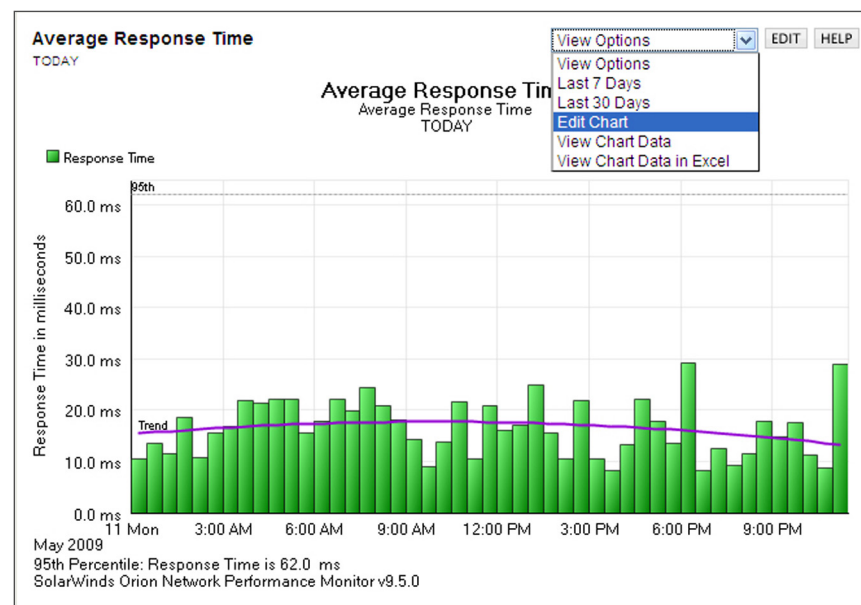 Average Response Time
TODAY
View Options
EDIT
HELP
View Options
Last 7 Days
Last 30 Days
Edit Chart
View Chart Data
View Chart Data in Excel
Average Response Tim
Average Response Time
TODAY
Response Time
95th
60.0 ms
50.0 ms
40.0 ms
30.0 ms
20.0 ms
10.0 ms
0.0 ms
Response Time in milliseconds
Trend
11 Mon
3:00 AM
6:00 AM
9:00 AM
12:00 PM
3:00 PM
6:00 PM
9:00 PM
May 2009
95th Percentile: Response Time is 62.0 ms
SolarWinds Orion Network Performance Monitor v9.5.0